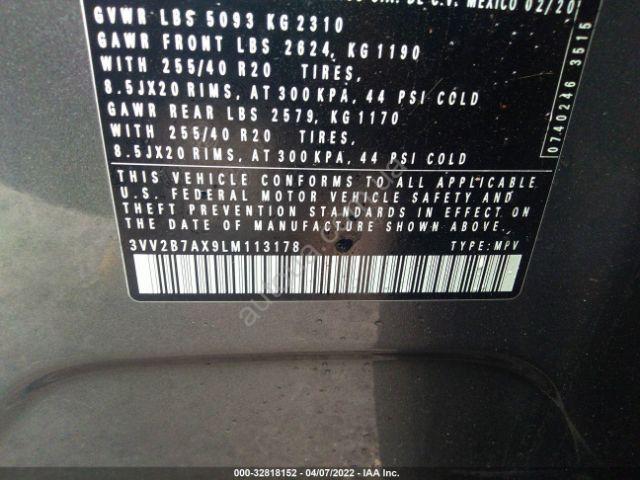 DE C.V. MEXICO 02/20
GVWR LBS 5093 KG 2310
GAWR FRONT LBS 2624, KG 1190
WITH 255/40 R20 TIRES,
8.5JX20 RIMS, AT 300 KPA, 44 PSI COLD
GAWR REAR LBS 2579, KG 1170
WITH 255/40 R20 TIRES,
8.5JX20 RIMS, AT 300 KPA, 44 PSI COLD
THIS VEHICLE CONFORMS TO ALL APPLICABLE
U.S. FEDERAL MOTOR VEHICLE SAFETY AND
THEFT PREVENTION STANDARDS IN EFFECT ON
THE DATE OF MANUFACTURE SHOWN ABOVE.
3VV2B7AX9LM113178 TYPE: MPV
0740246 3515
000-32818152 - 04/07/2022 - IAA Inc.